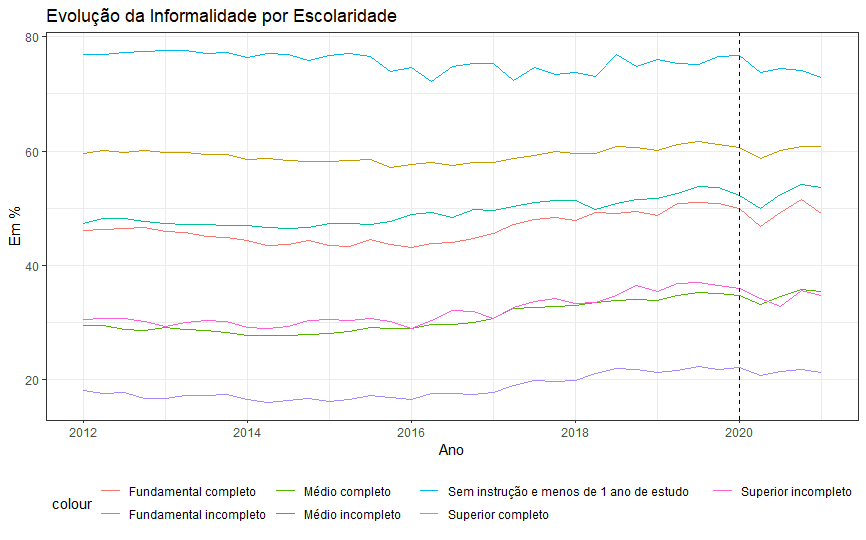 Evolução da Informalidade por Escolaridade
80
60
40
20
Em %
2012 2014 2016 2018 2020
Ano
colour
Fundamental completo Médio completo Sem instrução e menos de 1 ano de estudo Superior incompleto
Fundamental incompleto Médio incompleto Superior completo